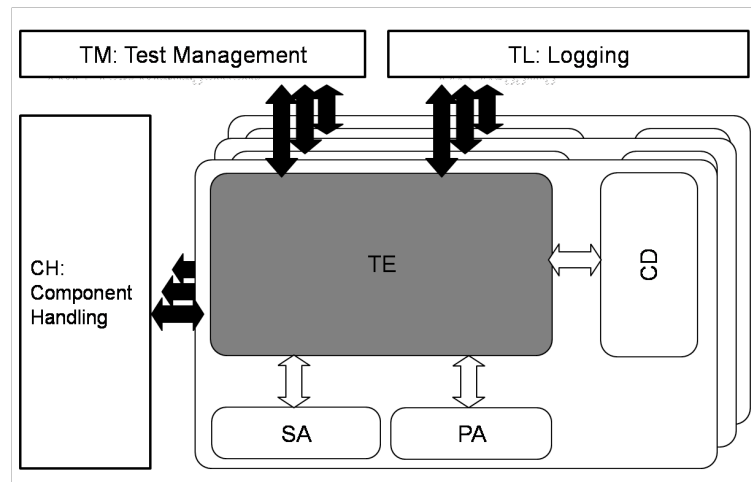 TM: Test Management
TL: Logging
CH:
Component
Handling
TE
CD
SA
PA